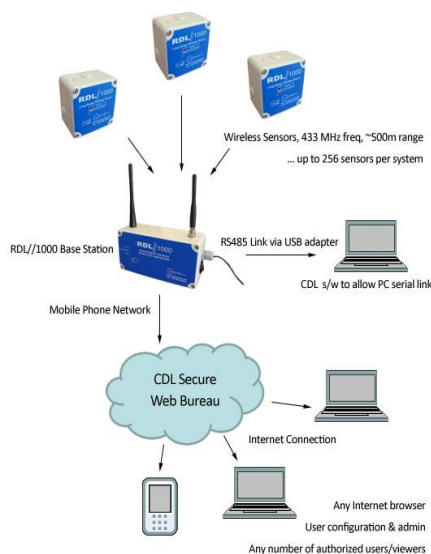 RDL//1000
RDL//1000
RDL//1000
Wireless Sensors, 433 MHz freq, ~500m range
... up to 256 sensors per system
RDL//1000
RDL//1000 Base Station
RS485 Link via USB adapter
CDL s/w to allow PC serial link
Mobile Phone Network
CDL Secure
Web Bureau
Internet Connection
Any Internet browser
User configuration & admin
Any number of authorized users/viewers